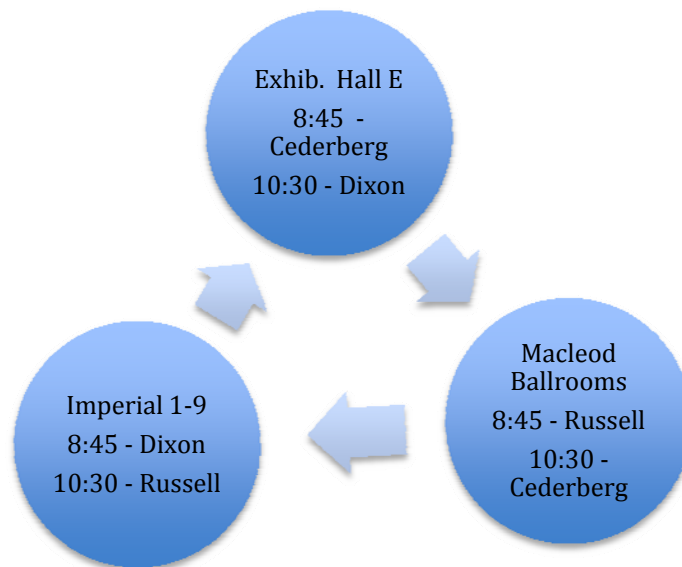 Exhib. Hall E
8:45 -
Cederberg
10:30 - Dixon
Macleod
Ballrooms
8:45 - Russell
10:30 -
Cederberg
Imperial 1-9
8:45 - Dixon
10:30 - Russell